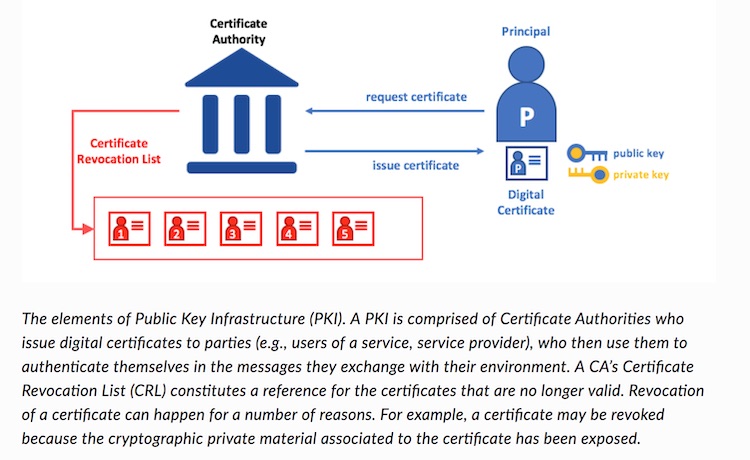 Certificate
Authority
Principal
request certificate
P
Certificate
Revocation List
issue certificate
P
public key
private key
Digital
Certificate
1 2 3 4 5
The elements of Public Key Infrastructure (PKI). A PKI is comprised of Certificate Authorities who
issue digital certificates to parties (e.g., users of a service, service provider), who then use them to
authenticate themselves in the messages they exchange with their environment. A CA’s Certificate
Revocation List (CRL) constitutes a reference for the certificates that are no longer valid. Revocation
of a certificate can happen for a number of reasons. For example, a certificate may be revoked
because the cryptographic private material associated to the certificate has been exposed.